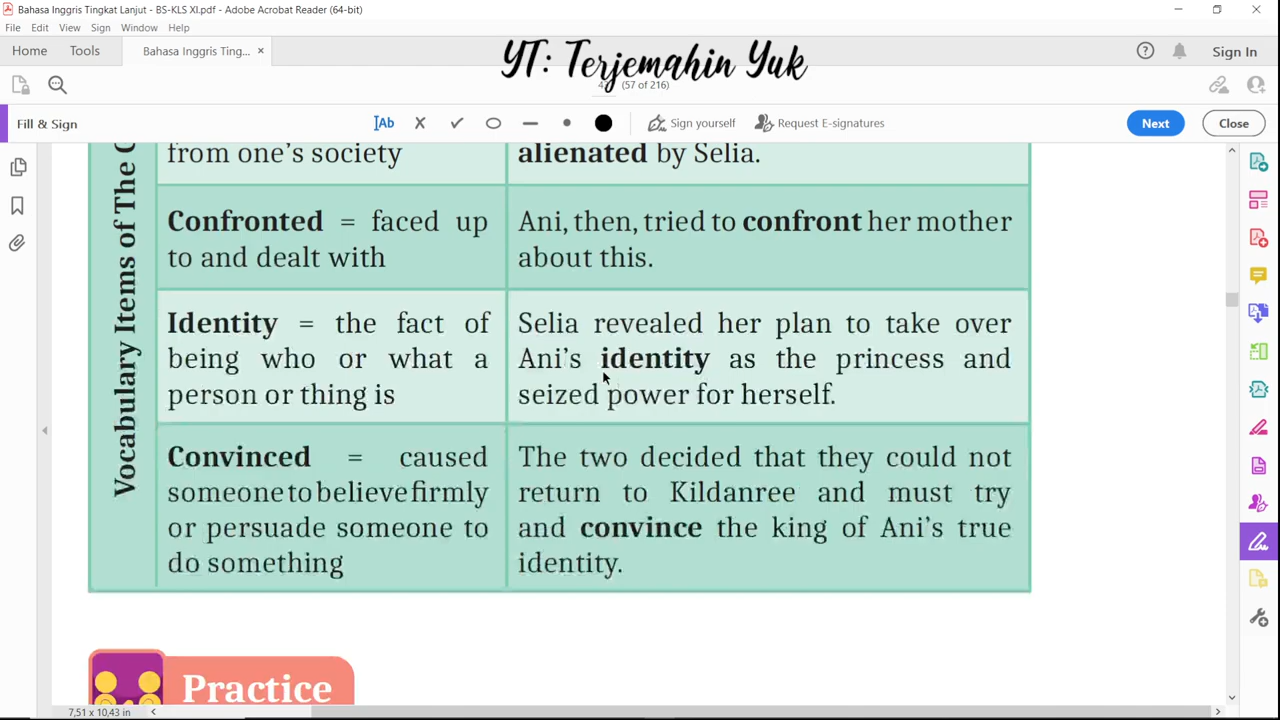 Bahasa Inggris Tingkat Lanjut - BS-KLS XI.pdf - Adobe Acrobat Reader (64-bit)
File Edit View Sign Window Help
Home Tools Bahasa Inggris Ting... × Sign In
YT: Terjemahin Yuk
(57 of 216)
Fill & Sign Ab Sign yourself Request E-signatures Next Close
Vocabulary Items of The
from one's society
alienated by Selia.
Confronted = faced up
to and dealt with
Ani, then, tried to confront her mother
about this.
Identity = the fact of
being who or what a
person or thing is
Selia revealed her plan to take over
Ani's identity as the princess and
seized power for herself.
Convinced = caused
someone to believe firmly
or persuade someone to
do something
The two decided that they could not
return to Kildanree and must try
and convince the king of Ani's true
identity.
Practice
7,51 x 10,43 in